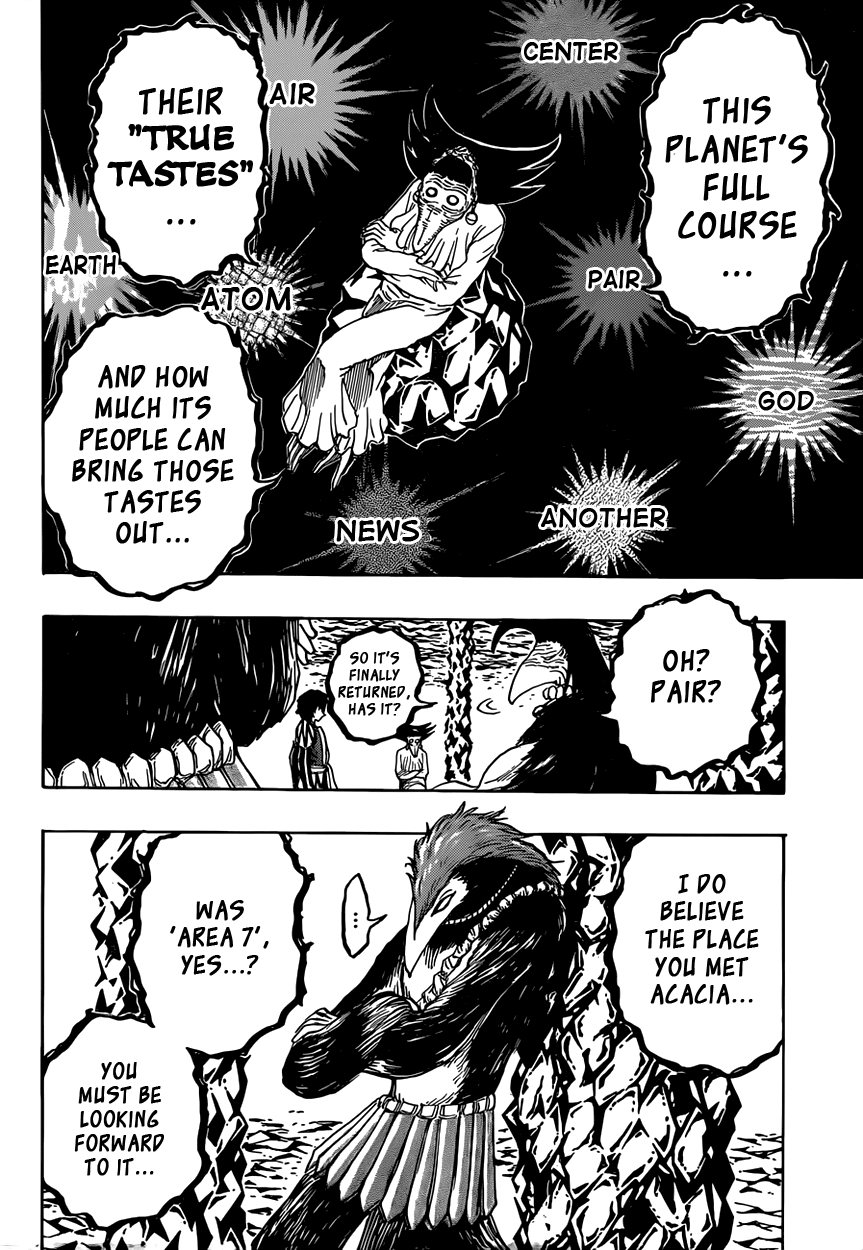 THIS
PLANET'S
FULL
COURSE
...
CENTER
AIR
THEIR
"TRUE
TASTES"
...
EARTH
ATOM
PAIR
GOD
AND HOW
MUCH ITS
PEOPLE CAN
BRING THOSE
TASTES
OUT...
NEWS
ANOTHER
OH?
PAIR?
SO IT'S
FINALLY
RETURNED,
HAS IT?
I DO
BELIEVE
THE PLACE
YOU MET
ACACIA...
...
WAS
'AREA 7',
YES...?
YOU
MUST BE
LOOKING
FORWARD
TO IT...